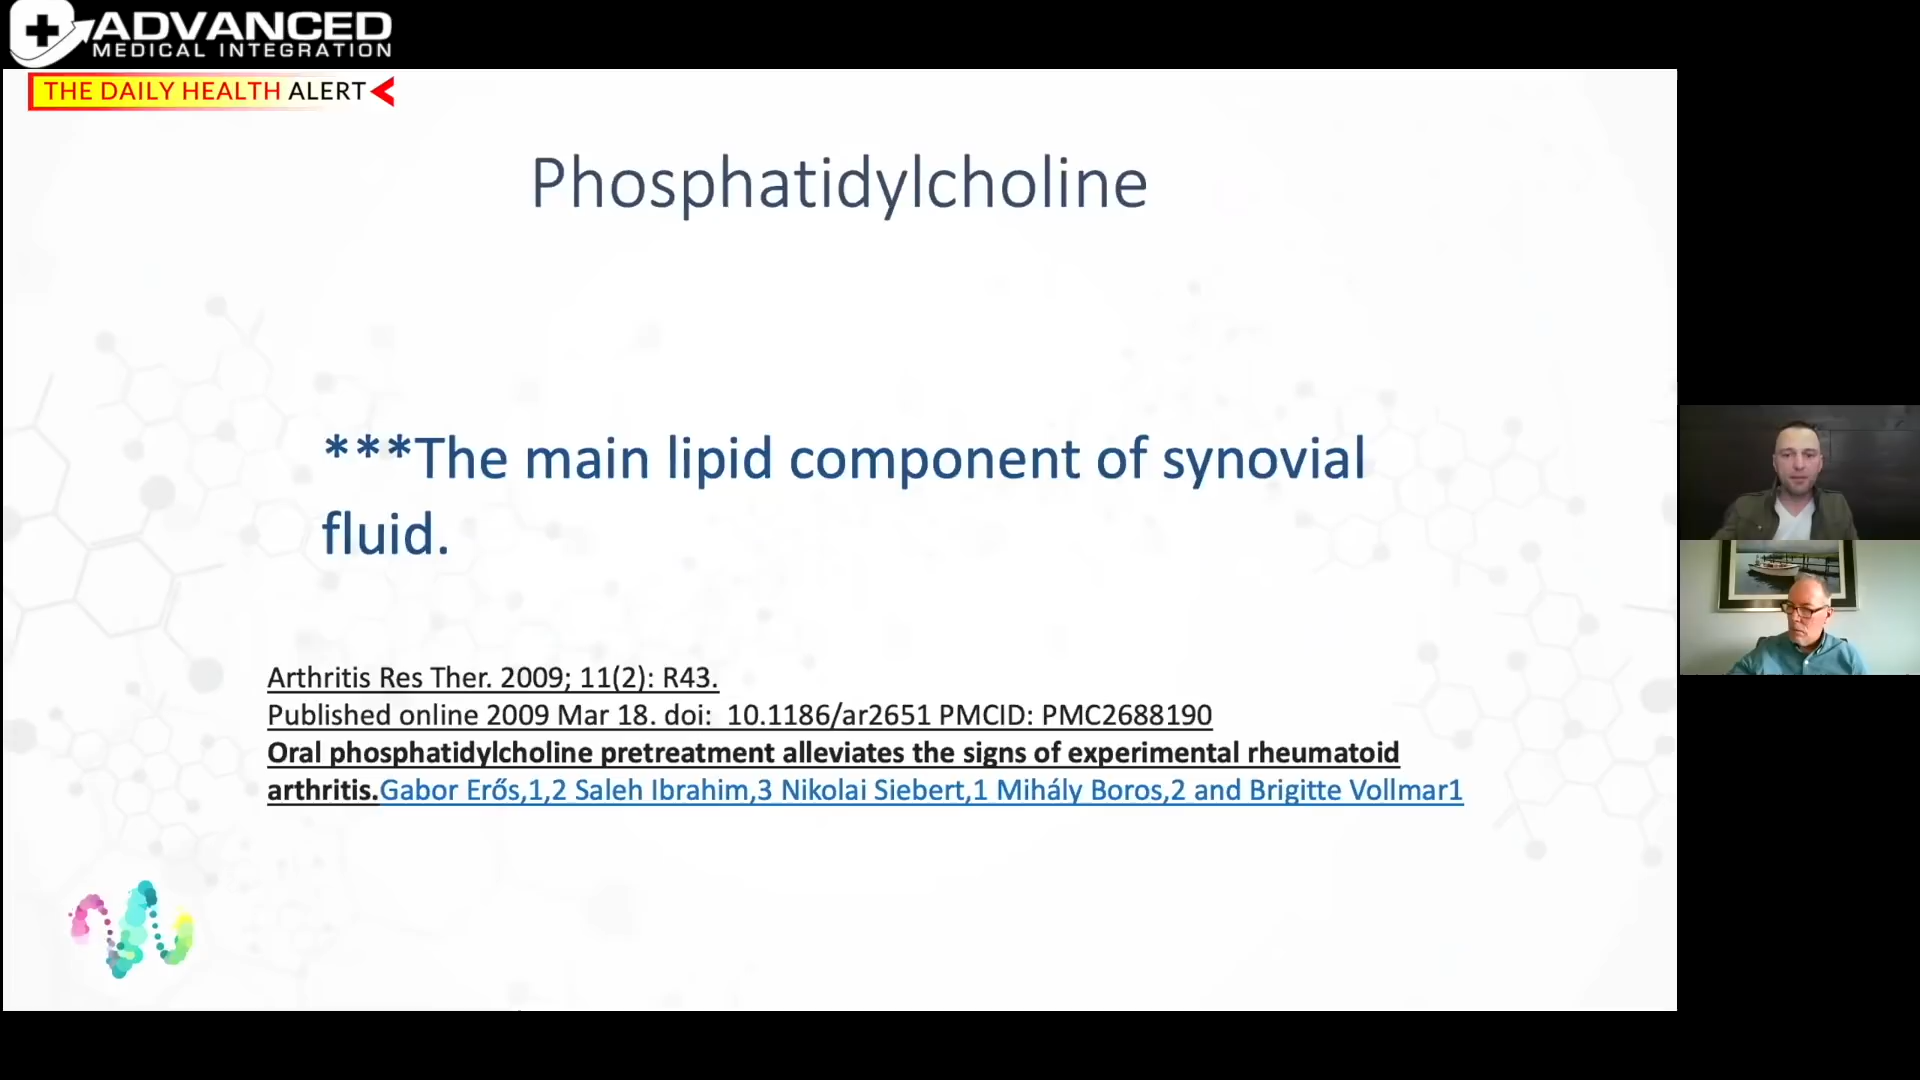 ADVANCED
MEDICAL INTEGRATION
THE DAILY HEALTH ALERT
Phosphatidylcholine
***The main lipid component of synovial
fluid.
Arthritis Res Ther. 2009; 11(2): R43.
Published online 2009 Mar 18. doi:  10.1186/ar2651 PMCID: PMC2688190
Oral phosphatidylcholine pretreatment alleviates the signs of experimental rheumatoid
arthritis.Gabor Erős,1,2 Saleh Ibrahim,3 Nikolai Siebert,1 Mihály Boros,2 and Brigitte Vollmar1